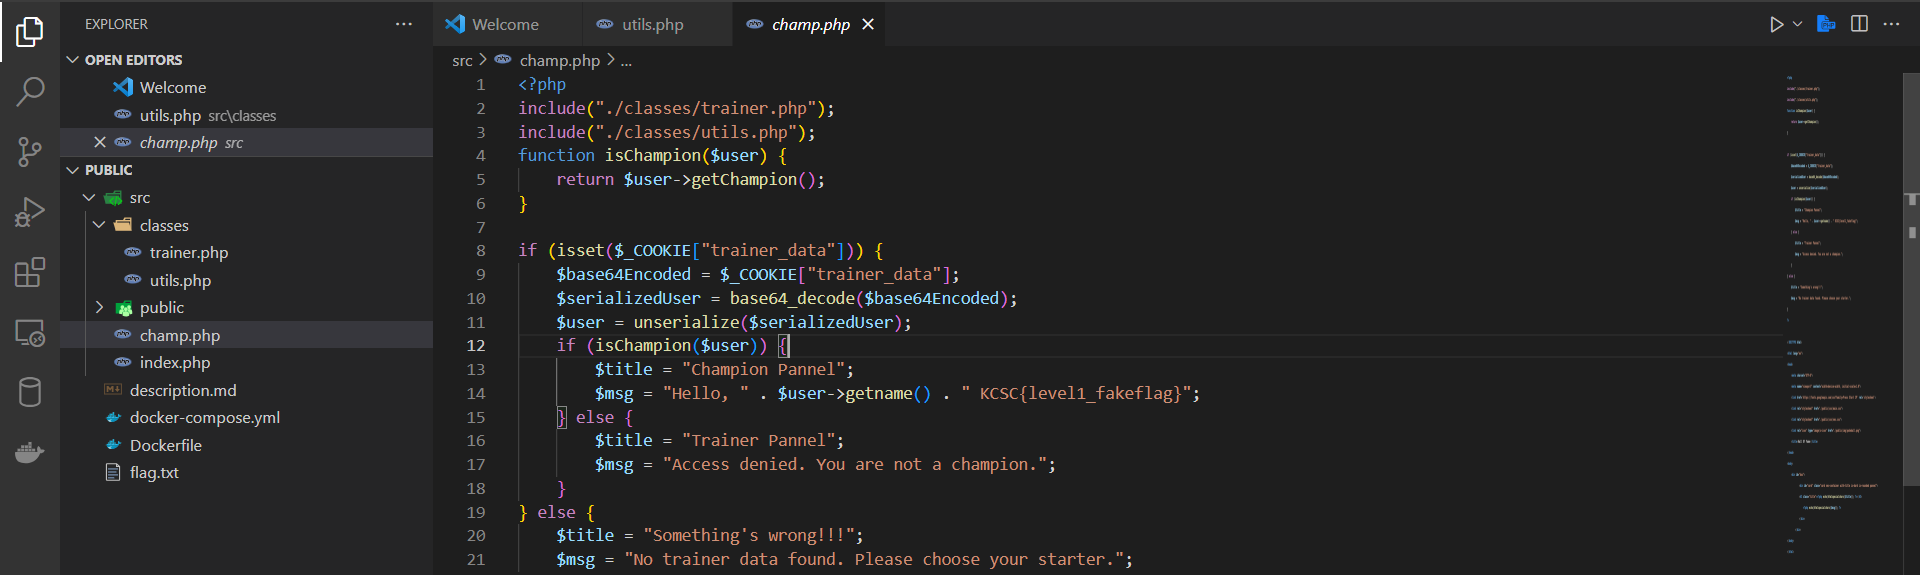 EXPLORER
OPEN EDITORS
Welcome
utils.php src\classes
champ.php src
PUBLIC
src
classes
trainer.php
utils.php
public
champ.php
index.php
description.md
docker-compose.yml
Dockerfile
flag.txt
Welcome
utils.php
champ.php
src > champ.php > ...
1 <?php
2 include("./classes/trainer.php");
3 include("./classes/utils.php");
4 function isChampion($user) {
5 return $user->getChampion();
6 }
7
8 if (isset($_COOKIE["trainer_data"])) {
9 $base64Encoded = $_COOKIE["trainer_data"];
10 $serializedUser = base64_decode($base64Encoded);
11 $user = unserialize($serializedUser);
12 if (isChampion($user)) {
13 $title = "Champion Pannel";
14 $msg = "Hello, " . $user->getname() . " KCSC{level1_fakeflag}";
15 } else {
16 $title = "Trainer Pannel";
17 $msg = "Access denied. You are not a champion.";
18 }
19 } else {
20 $title = "Something's wrong!!!";
21 $msg = "No trainer data found. Please choose your starter.";